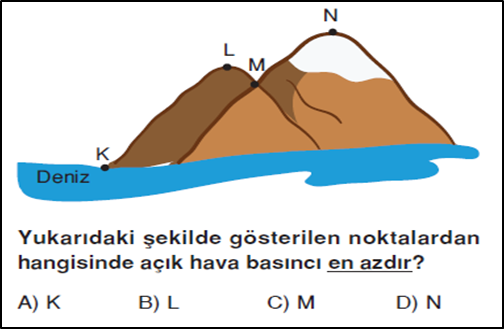 N
L
M
K
Deniz
Yukarıdaki şekilde gösterilen noktalardan
hangisinde açık hava basıncı en azdır?
A) K B) L C) M D) N